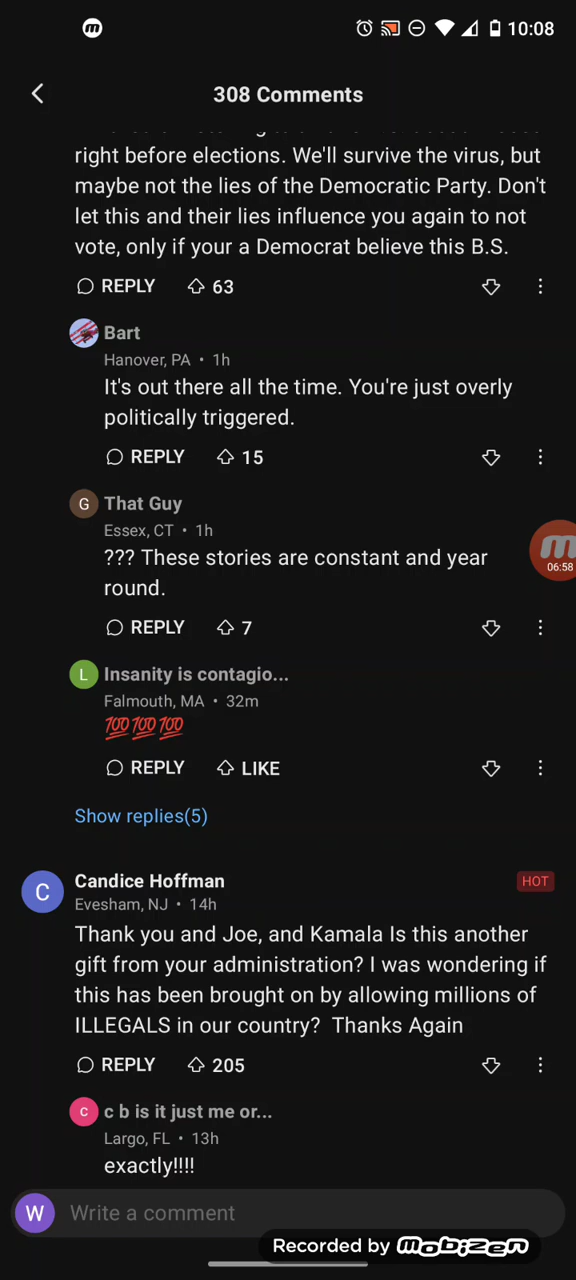 10:08
308 Comments
right before elections. We'll survive the virus, but
maybe not the lies of the Democratic Party. Don't
let this and their lies influence you again to not
vote, only if your a Democrat believe this B.S.
REPLY 63
Bart
Hanover, PA • 1h
It's out there all the time. You're just overly
politically triggered.
REPLY 15
G That Guy
Essex, CT • 1h
??? These stories are constant and year
round.
06:58
REPLY 7
L Insanity is contagio...
Falmouth, MA • 32m
💯💯💯
REPLY LIKE
Show replies(5)
C Candice Hoffman HOT
Evesham, NJ • 14h
Thank you and Joe, and Kamala Is this another
gift from your administration? I was wondering if
this has been brought on by allowing millions of
ILLEGALS in our country?  Thanks Again
REPLY 205
C c b is it just me or...
Largo, FL • 13h
exactly!!!!
W Write a comment
Recorded by mobizen